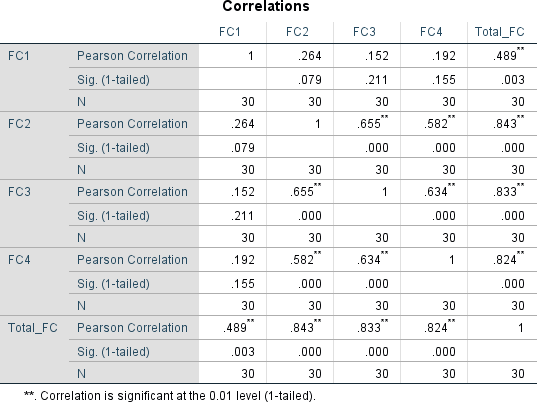 Correlations
FC1 FC2 FC3 FC4 Total_FC
FC1 Pearson Correlation 1 .264 .152 .192 .489**
Sig. (1-tailed) .079 .211 .155 .003
N 30 30 30 30 30
FC2 Pearson Correlation .264 1 .655** .582** .843**
Sig. (1-tailed) .079 .000 .000 .000
N 30 30 30 30 30
FC3 Pearson Correlation .152 .655** 1 .634** .833**
Sig. (1-tailed) .211 .000 .000 .000
N 30 30 30 30 30
FC4 Pearson Correlation .192 .582** .634** 1 .824**
Sig. (1-tailed) .155 .000 .000 .000
N 30 30 30 30 30
Total_FC Pearson Correlation .489** .843** .833** .824** 1
Sig. (1-tailed) .003 .000 .000 .000
N 30 30 30 30 30
**. Correlation is significant at the 0.01 level (1-tailed).